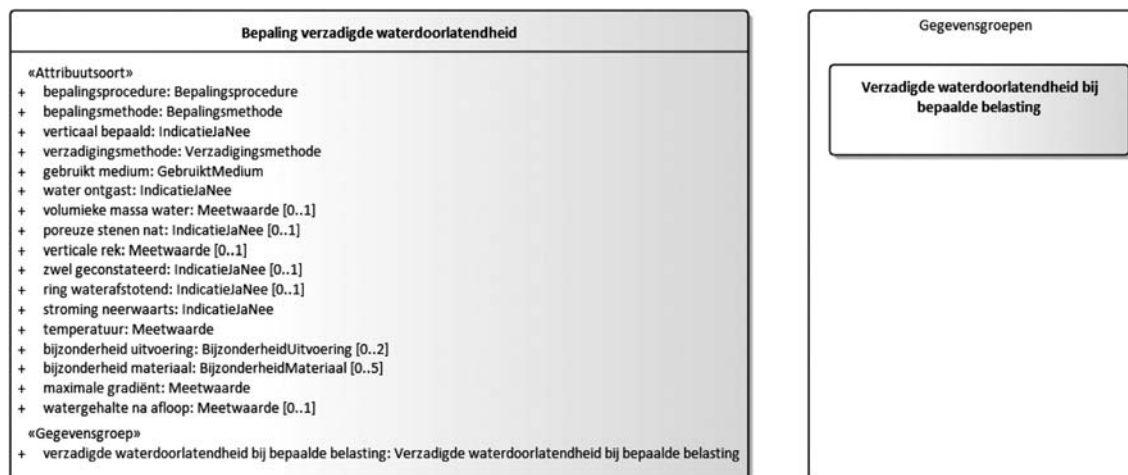 Bepaling verzadigde waterdoorlatendheid
«Attribuutsoort»
+ bepalingsprocedure: Bepalingsprocedure
+ bepalingsmethode: Bepalingsmethode
+ verticaal bepaald: IndicatieJaNee
+ verzadigingsmethode: Verzadigingsmethode
+ gebruikt medium: GebruiktMedium
+ water ontgast: IndicatieJaNee
+ volumieke massa water: Meetwaarde [0..1]
+ poreuze stenen nat: IndicatieJaNee [0..1]
+ verticale rek: Meetwaarde [0..1]
+ zwel geconstateerd: IndicatieJaNee [0..1]
+ ring waterafstotend: IndicatieJaNee [0..1]
+ stroming neerwaarts: IndicatieJaNee
+ temperatuur: Meetwaarde
+ bijzonderheid uitvoering: BijzonderheidUitvoering [0..2]
+ bijzonderheid materiaal: BijzonderheidMateriaal [0..5]
+ maximale gradiënt: Meetwaarde
+ watergehalte na afloop: Meetwaarde [0..1]
«Gegevensgroep»
+ verzadigde waterdoorlatendheid bij bepaalde belasting: Verzadigde waterdoorlatendheid bij bepaalde belasting
Gegevensgroepen
Verzadigde waterdoorlatendheid bij
bepaalde belasting